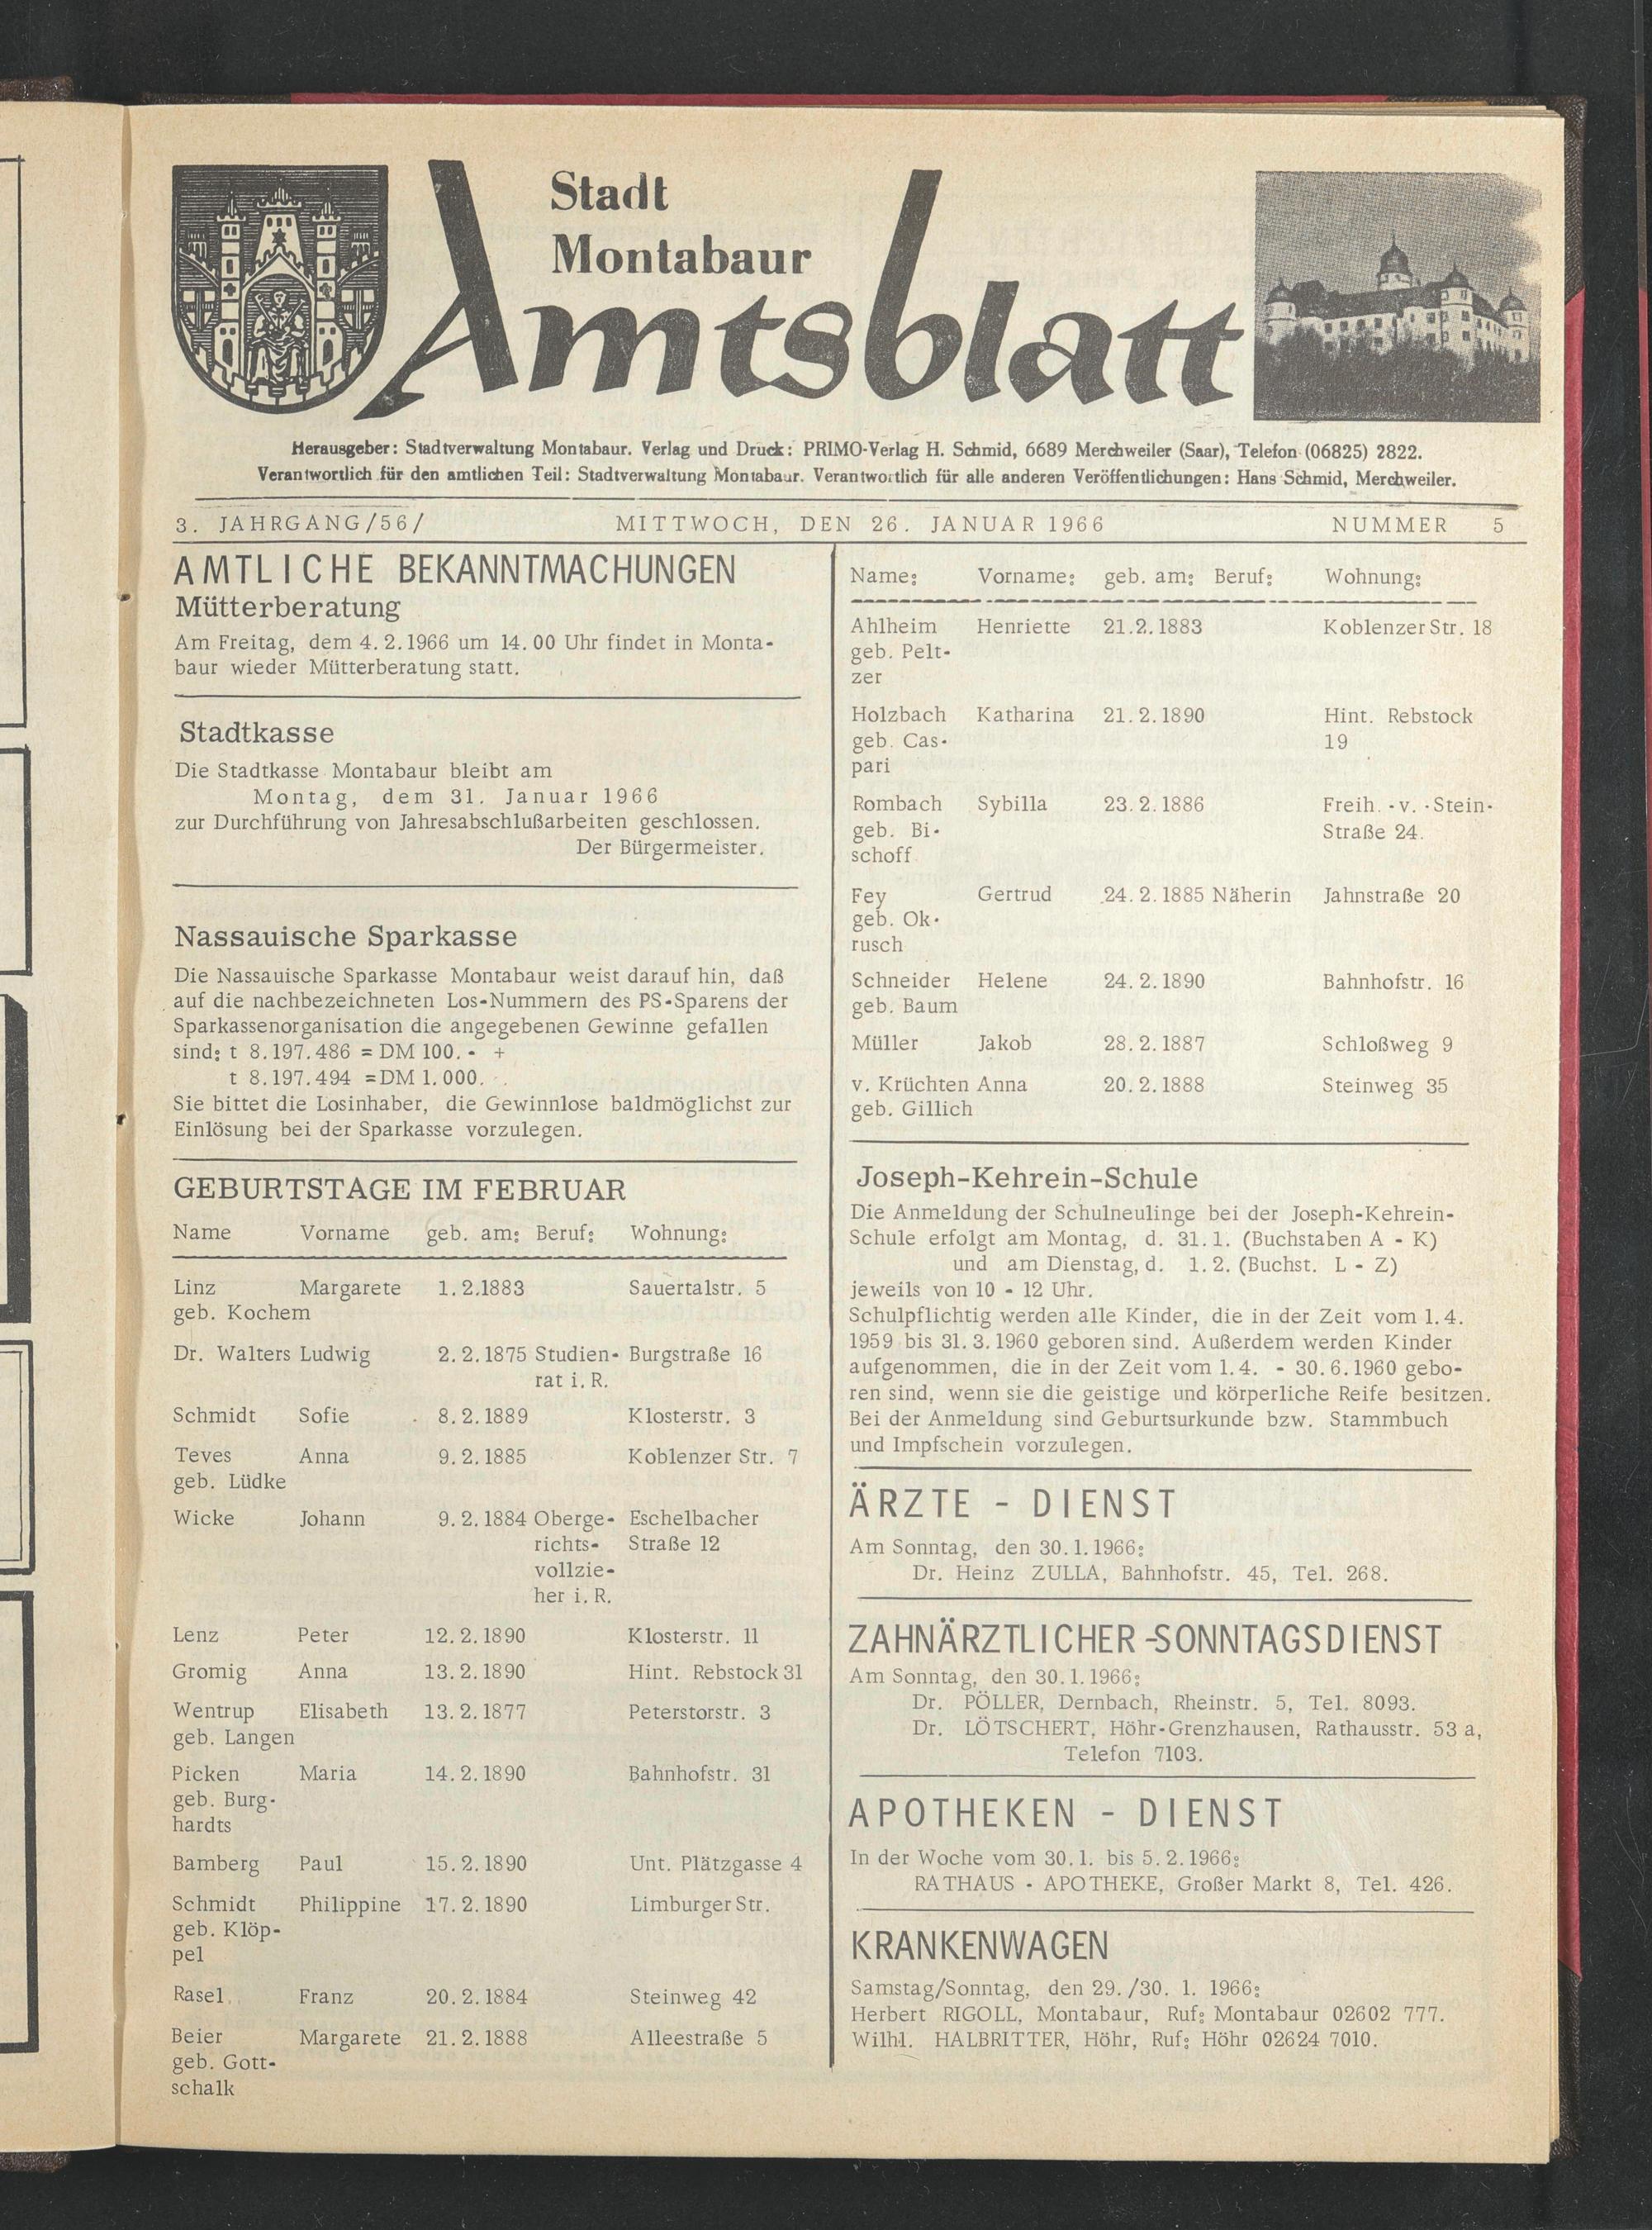 Stadt
Montabaur
Amtsblatt
Herausgeber: Stadtverwaltung Montabaur. Verlag und Druck: PRIMO-Verlag H. Schmid, 6689 Merchweiler (Saar), Telefon (06825) 2822.
Verantwortlich für den amtlichen Teil: Stadtverwaltung Montabaur. Verantwortlich für alle anderen Veröffentlichungen: Hans Schmid, Merchweiler.
3. JAHRGANG/56/ MITTWOCH, DEN 26. JANUAR 1966 NUMMER 5
AMTLICHE BEKANNTMACHUNGEN
Mütterberatung
Am Freitag, dem 4.2.1966 um 14.00 Uhr findet in Monta-
baur wieder Mütterberatung statt.
Stadtkasse
Die Stadtkasse Montabaur bleibt am
Montag, dem 31. Januar 1966
zur Durchführung von Jahresabschlußarbeiten geschlossen.
Der Bürgermeister.
Nassauische Sparkasse
Die Nassauische Sparkasse Montabaur weist darauf hin, daß
auf die nachbezeichneten Los-Nummern des PS-Sparens der
Sparkassenorganisation die angegebenen Gewinne gefallen
sind: t 8.197.486 = DM 100. - +
t 8.197.494 = DM 1.000. -.
Sie bittet die Losinhaber, die Gewinnlose baldmöglichst zur
Einlösung bei der Sparkasse vorzulegen.
GEBURTSTAGE IM FEBRUAR
Name Vorname geb. am: Beruf: Wohnung:
Linz Margarete 1.2.1883 Sauertalstr. 5
geb. Kochem
Dr. Walters Ludwig 2.2.1875 Studien- Burgstraße 16
rat i.R.
Schmidt Sofie 8.2.1889 Klosterstr. 3
Teves Anna 9.2.1885 Koblenzer Str. 7
geb. Lüdke
Wicke Johann 9.2.1884 Oberge- Eschelbacher
richts- Straße 12
vollzie-
her i.R.
Lenz Peter 12.2.1890 Klosterstr. 11
Gromig Anna 13.2.1890 Hint. Rebstock 31
Wentrup Elisabeth 13.2.1877 Peterstorstr. 3
geb. Langen
Picken Maria 14.2.1890 Bahnhofstr. 31
geb. Burg-
hardts
Bamberg Paul 15.2.1890 Unt. Plätzgasse 4
Schmidt Philippine 17.2.1890 Limburger Str.
geb. Klöp-
pel
Rasel Franz 20.2.1884 Steinweg 42
Beier Margarete 21.2.1888 Alleestraße 5
geb. Gott-
schalk
Name: Vorname: geb. am: Beruf: Wohnung:
Ahlheim Henriette 21.2.1883 Koblenzer Str. 18
geb. Pelt-
zer
Holzbach Katharina 21.2.1890 Hint. Rebstock
geb. Cas- 19
pari
Rombach Sybilla 23.2.1886 Freih.-v.-Stein-
geb. Bi- Straße 24.
schoff
Fey Gertrud 24.2.1885 Näherin Jahnstraße 20
geb. Ok-
rusch
Schneider Helene 24.2.1890 Bahnhofstr. 16
geb. Baum
Müller Jakob 28.2.1887 Schloßweg 9
v. Krüchten Anna 20.2.1888 Steinweg 35
geb. Gillich
Joseph-Kehrein-Schule
Die Anmeldung der Schulneulinge bei der Joseph-Kehrein-
Schule erfolgt am Montag, d. 31.1. (Buchstaben A - K)
und am Dienstag, d. 1.2. (Buchst. L - Z)
jeweils von 10 - 12 Uhr.
Schulpflichtig werden alle Kinder, die in der Zeit vom 1.4.
1959 bis 31.3.1960 geboren sind. Außerdem werden Kinder
aufgenommen, die in der Zeit vom 1.4. - 30.6.1960 gebo-
ren sind, wenn sie die geistige und körperliche Reife besitzen.
Bei der Anmeldung sind Geburtsurkunde bzw. Stammbuch
und Impfschein vorzulegen.
ÄRZTE - DIENST
Am Sonntag, den 30.1.1966:
Dr. Heinz ZULLA, Bahnhofstr. 45, Tel. 268.
ZAHNÄRZTLICHER-SONNTAGSDIENST
Am Sonntag, den 30.1.1966:
Dr. PÖLLER, Dernbach, Rheinstr. 5, Tel. 8093.
Dr. LÖTSCHERT, Höhr-Grenzhausen, Rathausstr. 53 a,
Telefon 7103.
APOTHEKEN - DIENST
In der Woche vom 30.1. bis 5.2.1966:
RATHAUS - APOTHEKE, Großer Markt 8, Tel. 426.
KRANKENWAGEN
Samstag/Sonntag, den 29./30. 1. 1966:
Herbert RIGOLL, Montabaur, Ruf: Montabaur 02602 777.
Wilhl. HALBRITTER, Höhr, Ruf: Höhr 02624 7010.